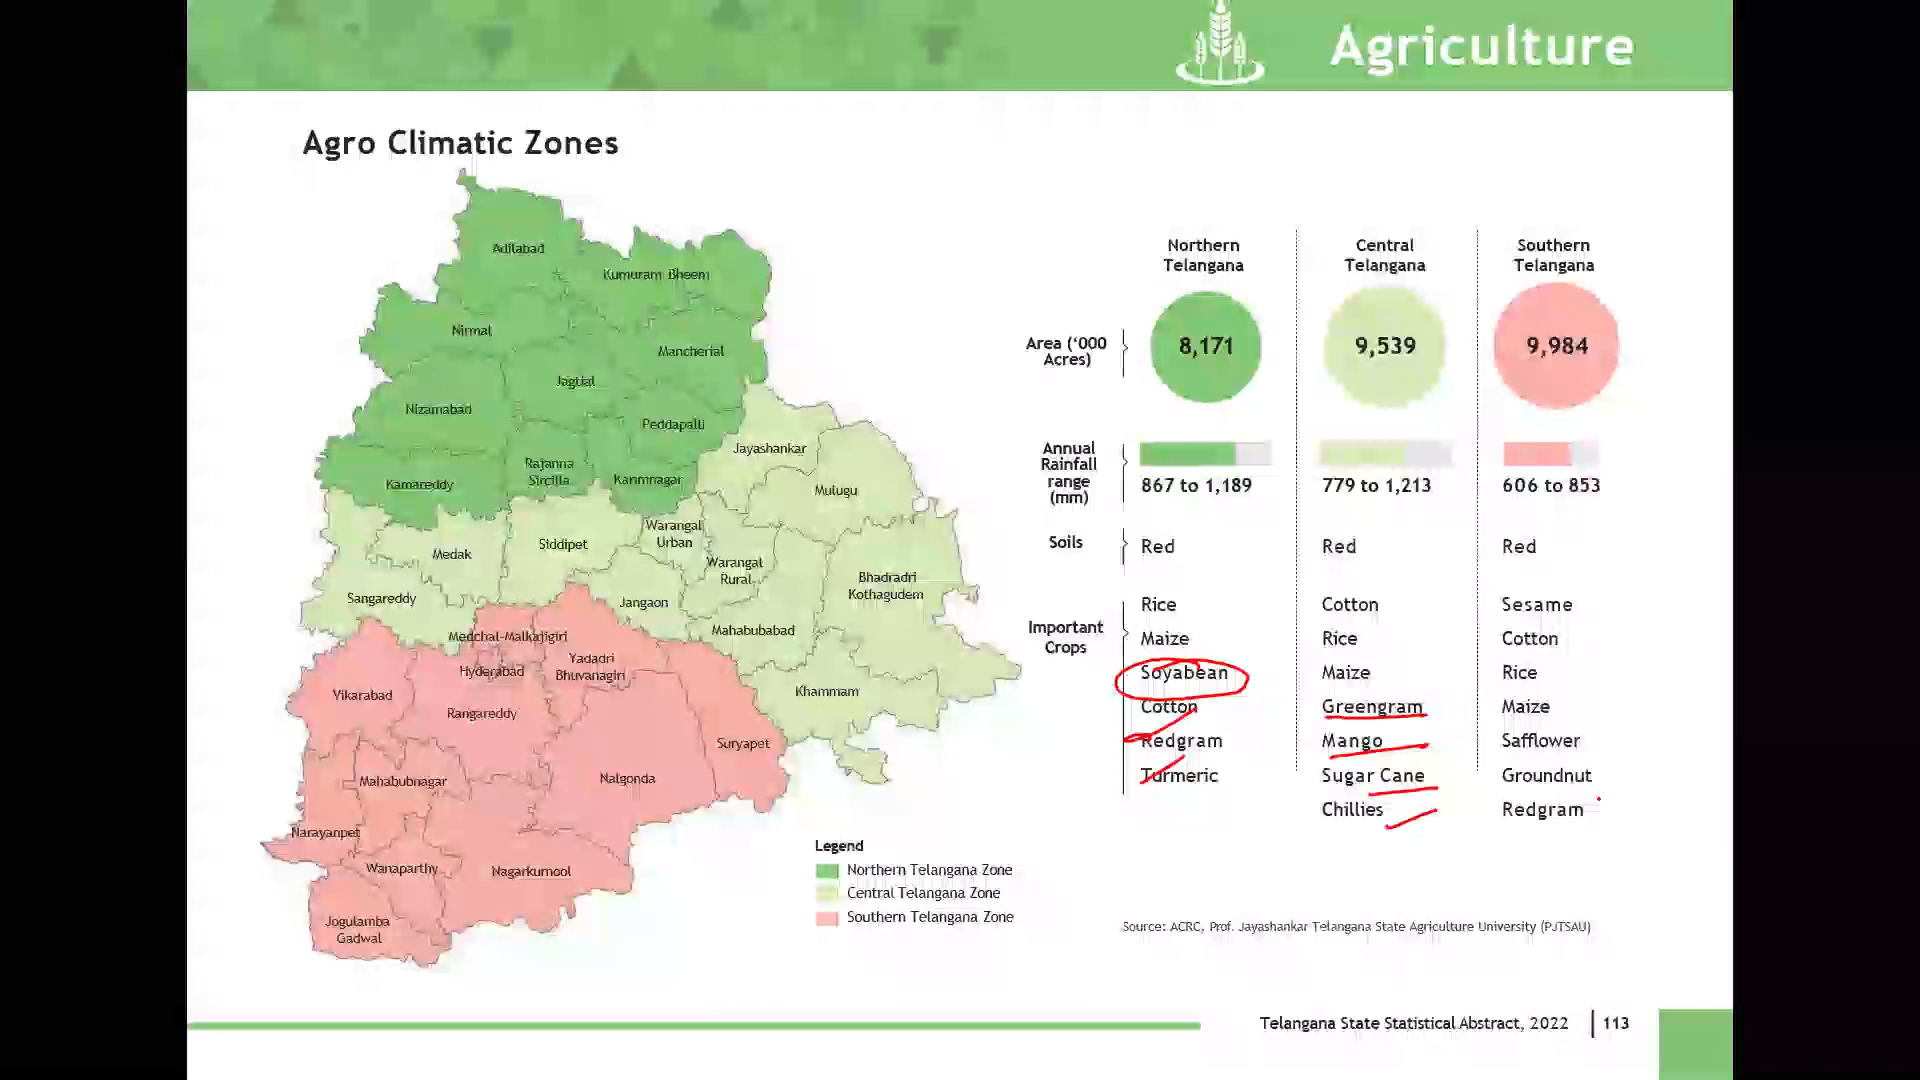 Agriculture
Agro Climatic Zones
Adilabad
Kumuram Bheem
Nirmal
Mancherial
Jagtial
Nizamabad
Peddapalli
Jayashankar
Rajanna
Sircilla
Karimnagar
Kamareddy
Mulugu
Warangal
Urban
Siddipet
Medak
Warangal
Rural
Bhadradri
Kothagudem
Sangareddy
Jangaon
Mahabubabad
Medchal-Malkajigiri
Yadadri
Bhuvanagiri
Hyderabad
Khammam
Vikarabad
Rangareddy
Suryapet
Nalgonda
Mahabubnagar
Narayanpet
Wanaparthy
Nagarkurnool
Jogulamba
Gadwal
Legend
Northern Telangana Zone
Central Telangana Zone
Southern Telangana Zone
Northern
Telangana
Central
Telangana
Southern
Telangana
Area (‘000
Acres)
8,171
9,539
9,984
Annual
Rainfall
range
(mm)
867 to 1,189
779 to 1,213
606 to 853
Soils
Red
Red
Red
Important
Crops
Rice
Maize
Soyabean
Cotton
Redgram
Turmeric
Cotton
Rice
Maize
Greengram
Mango
Sugar Cane
Chillies
Sesame
Cotton
Rice
Maize
Safflower
Groundnut
Redgram
Source: ACRC, Prof. Jayashankar Telangana State Agriculture University (PJTSAU)
Telangana State Statistical Abstract, 2022 | 113